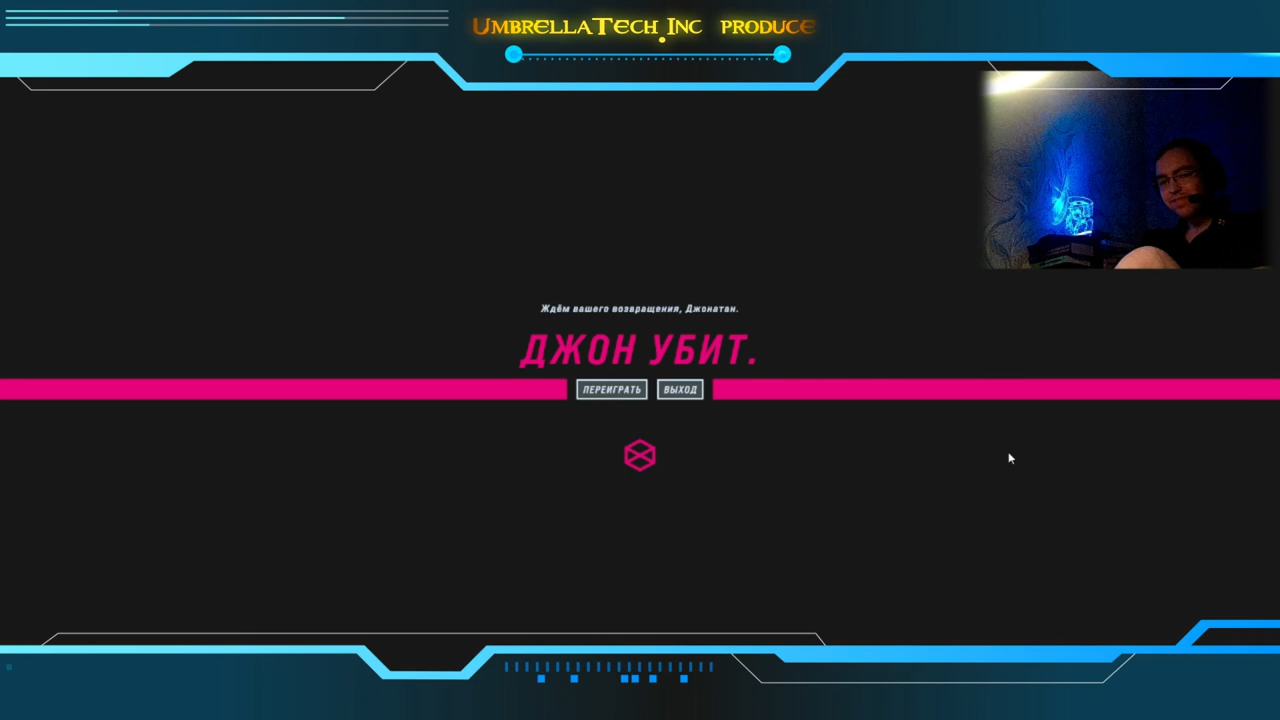 UmbrellaTech.Inc produce
Ждём вашего возвращения, Джонатан.
ДЖОН УБИТ.
ПЕРЕИГРАТЬ ВЫХОД